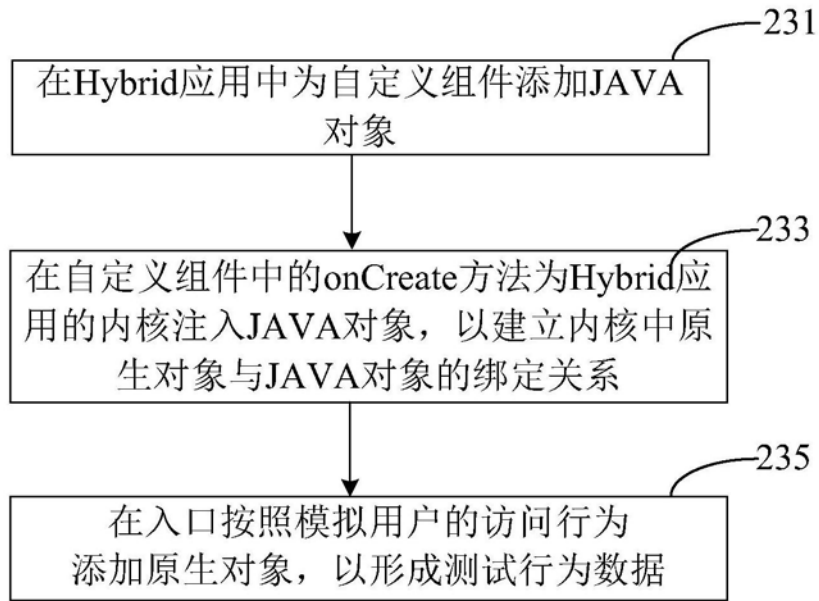 231
在Hybrid应用中为自定义组件添加JAVA
对象
233
在自定义组件中的onCreate方法为Hybrid应
用的内核注入JAVA对象，以建立内核中原
生对象与JAVA对象的绑定关系
235
在入口按照模拟用户的访问行为
添加原生对象，以形成测试行为数据